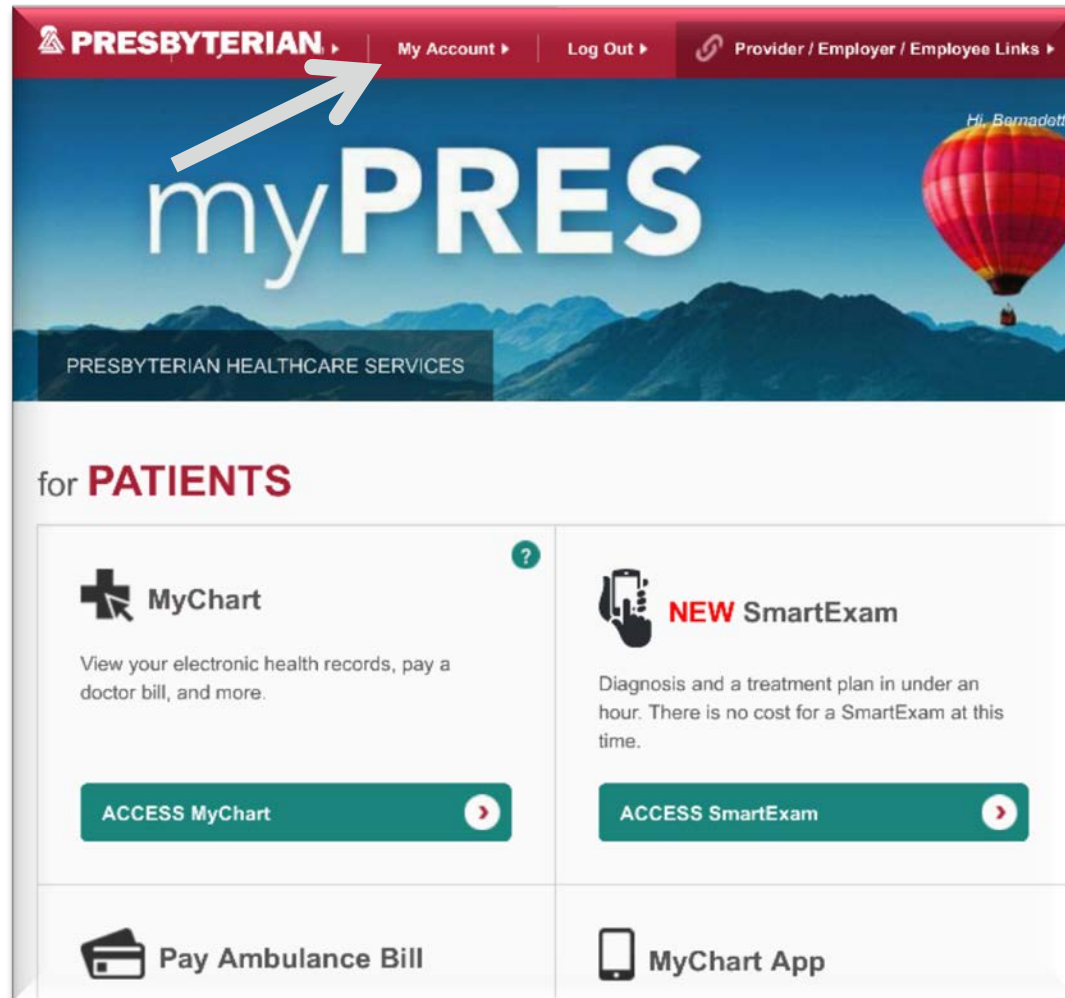 PRESBYTERIAN
My Account
Log Out
Provider / Employer / Employee Links
Hi, Bernadett
myPRES
PRESBYTERIAN HEALTHCARE SERVICES
for PATIENTS
?
MyChart
View your electronic health records, pay a
doctor bill, and more.
ACCESS MyChart
NEW SmartExam
Diagnosis and a treatment plan in under an
hour. There is no cost for a SmartExam at this
time.
ACCESS SmartExam
Pay Ambulance Bill
MyChart App